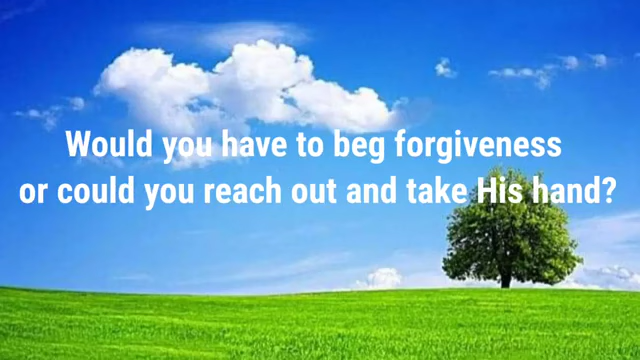 Would you have to beg forgiveness
or could you reach out and take His hand?